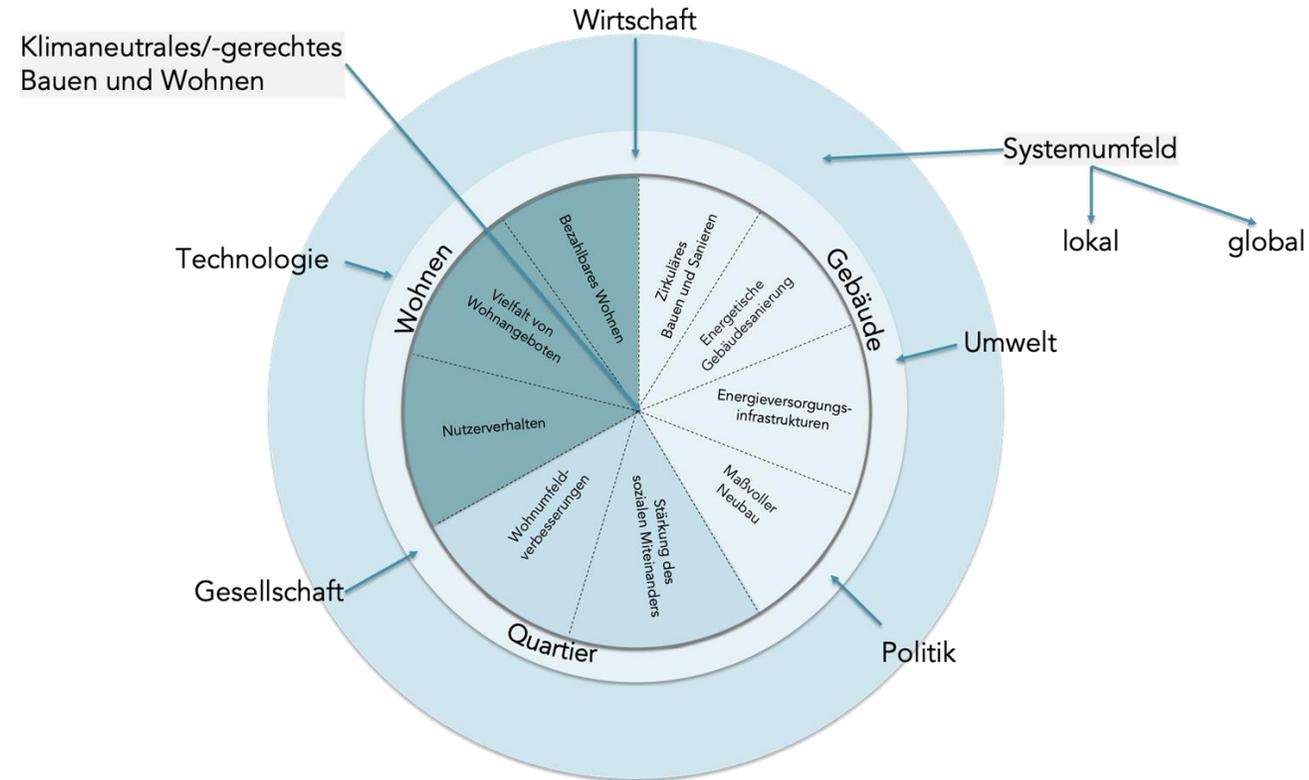 Wirtschaft
Klimaneutrales/-gerechtes
Bauen und Wohnen
Systemumfeld
lokal
global
Technologie
Umwelt
Gesellschaft
Politik
Wohnen
Gebäude
Quartier
Bezahlbares Wohnen
Zirkuläres
Bauen und Sanieren
Energetische
Gebäudesanierung
Energieversorgungs-
infrastrukturen
Maßvoller
Neubau
Stärkung des
sozialen Miteinanders
Wohnumfeld-
verbesserungen
Nutzerverhalten
Vielfalt von
Wohnangeboten